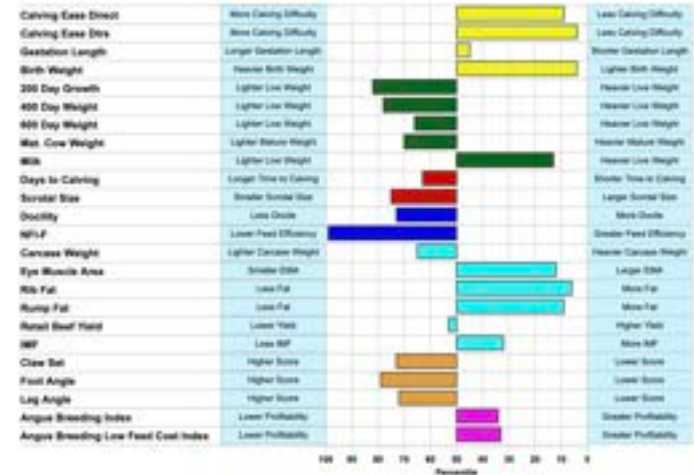 Calving Ease Direct More Calving Difficulty Less Calving Difficulty
Calving Ease Dtrs More Calving Difficulty Less Calving Difficulty
Gestation Length Longer Gestation Length Shorter Gestation Length
Birth Weight Heavier Birth Weight Lighter Birth Weight
200 Day Growth Lighter Live Weight Heavier Live Weight
400 Day Weight Lighter Live Weight Heavier Live Weight
600 Day Weight Lighter Live Weight Heavier Live Weight
Mat. Cow Weight Lighter Mature Weight Heavier Mature Weight
Milk Lighter Live Weight Heavier Live Weight
Days to Calving Longer Time to Calving Shorter Time to Calving
Scrotal Size Smaller Scrotal Size Larger Scrotal Size
Docility Less Docile More Docile
NFI-F Lower Feed Efficiency Greater Feed Efficiency
Carcase Weight Lighter Carcase Weight Heavier Carcase Weight
Eye Muscle Area Smaller EMA Larger EMA
Rib Fat Less Fat More Fat
Rump Fat Less Fat More Fat
Retail Beef Yield Lower Yield Higher Yield
IMF Less IMF More IMF
Claw Set Higher Score Lower Score
Foot Angle Higher Score Lower Score
Leg Angle Higher Score Lower Score
Angus Breeding Index Lower Profitability Greater Profitability
Angus Breeding Low Feed Cost Index Lower Profitability Greater Profitability
100 90 80 70 60 50 40 30 20 10 0
Percentile